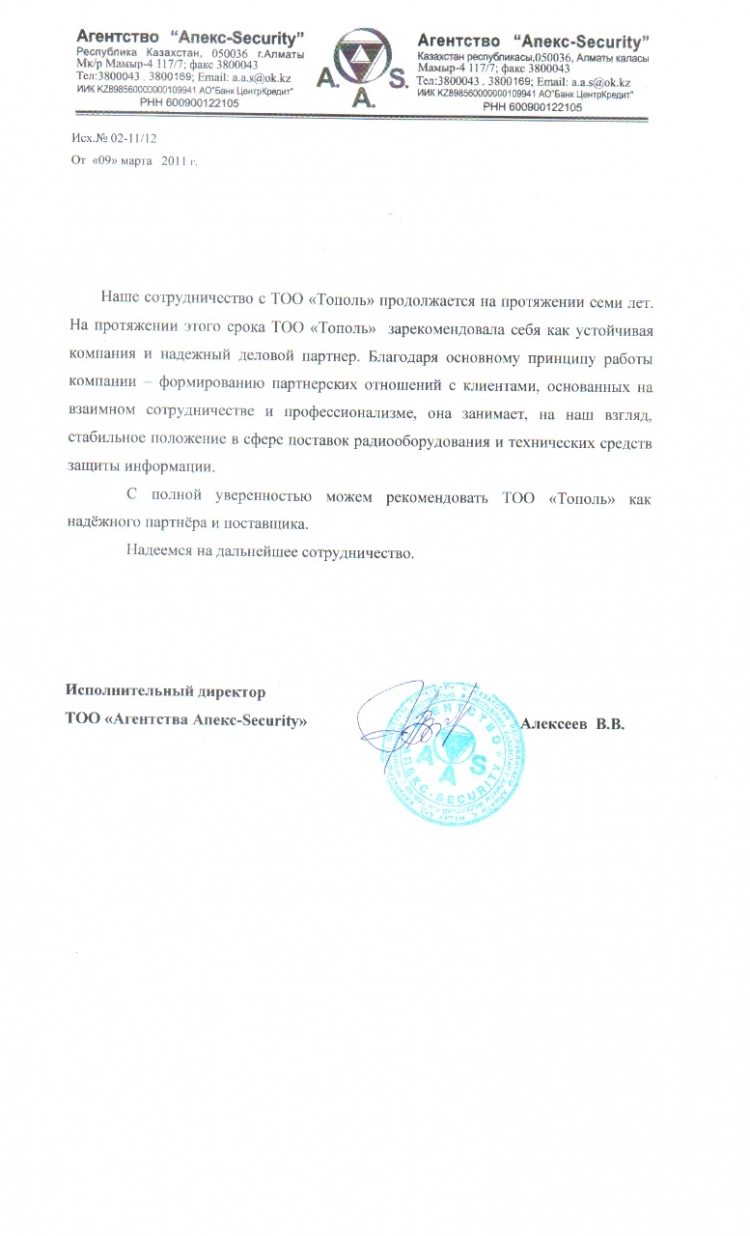 Агентство “Апекс-Security”
Республика Казахстан, 050036 г.Алматы
Мк/р Мамыр-4 117/7; факс 3800043
Тел:3800043 , 3800169; Email: a.a.s@ok.kz
ИИК KZ898560000000109941 АО"Банк ЦентрКредит"
РНН 600900122105
A. S.
A.
Агентство “Апекс-Security”
Казахстан республикасы,050036, Алматы каласы
Мамыр-4 117/7; факс 3800043
Тел:3800043 , 3800169; Email: a.a.s@ok.kz
ИИК KZ898560000000109941 АО"Банк ЦентрКредит"
РНН 600900122105
Исх.№ 02-11/12
От «09» марта 2011 г.
Наше сотрудничество с ТОО «Тополь» продолжается на протяжении семи лет.
На протяжении этого срока ТОО «Тополь» зарекомендовала себя как устойчивая
компания и надежный деловой партнер. Благодаря основному принципу работы
компании – формированию партнерских отношений с клиентами, основанных на
взаимном сотрудничестве и профессионализме, она занимает, на наш взгляд,
стабильное положение в сфере поставок радиооборудования и технических средств
защиты информации.
С полной уверенностью можем рекомендовать ТОО «Тополь» как
надёжного партнёра и поставщика.
Надеемся на дальнейшее сотрудничество.
Исполнительный директор
ТОО «Агентства Апекс-Security»
Алексеев В.В.
АГЕНТСТВО
A S
A
АПЕКС-SECURITY